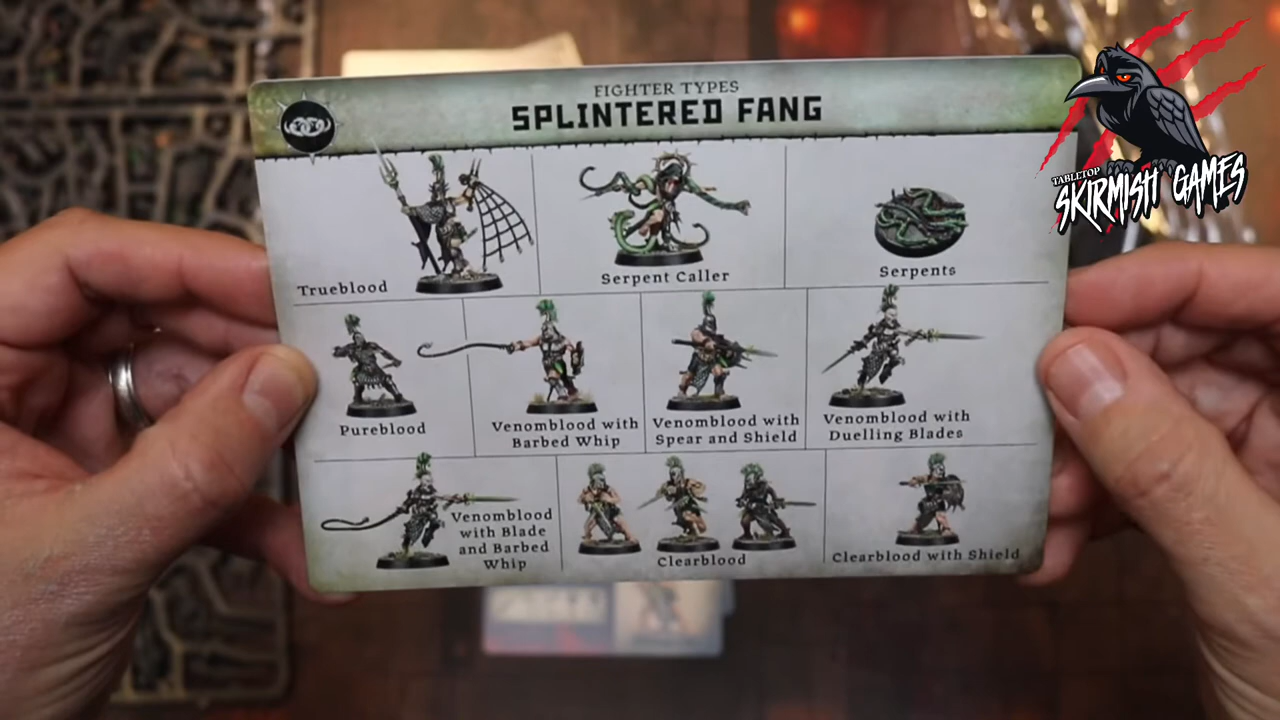 FIGHTER TYPES
SPLINTERED FANG
TABLETOP
SKIRMISH GAMES
Trueblood
Serpent Caller
Serpents
Pureblood
Venomblood with
Barbed Whip
Venomblood with
Spear and Shield
Venomblood with
Duelling Blades
Venomblood
with Blade
and Barbed
Whip
Clearblood
Clearblood with Shield